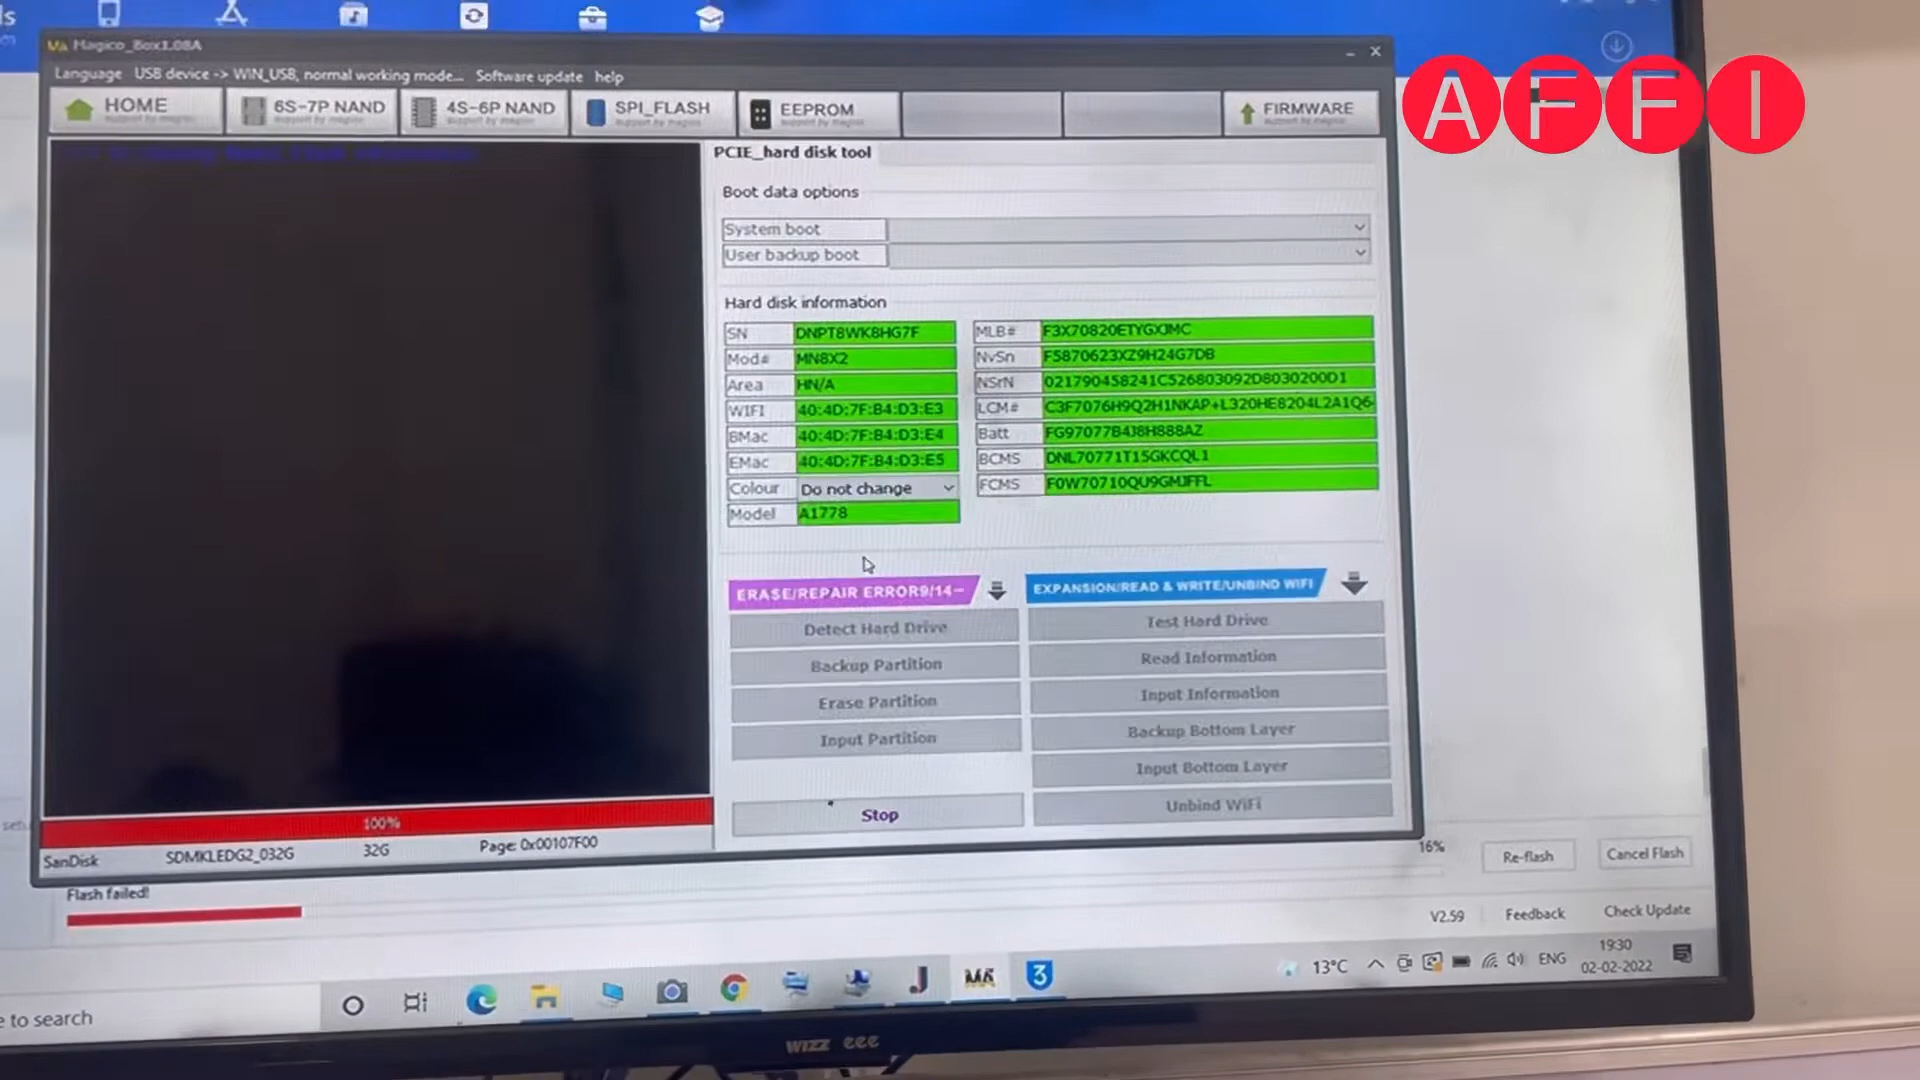 Magico_Box1.08A
Language USB device -> WIN_USB, normal working mode... Software update help
HOME
6S-7P NAND
4S-6P NAND
SPI_FLASH
EEPROM
FIRMWARE
AFFI
PCIE_hard disk tool
Boot data options
System boot
User backup boot
Hard disk information
SN DNPT8WK8HG7F
MLB# F3X70820ETYGXJMC
Mod# MN8X2
NvSn F5870623XZ9H24G7DB
Area HN/A
NSrN 021790458241C526803092D8030200D1
WIFI 40:4D:7F:B4:D3:E3
LCM# C3F7076H9Q2H1NKAP+L320HE8204L2A1Q6
BMac 40:4D:7F:B4:D3:E4
Batt FG97077B4J8H888AZ
EMac 40:4D:7F:B4:D3:E5
BCMS DNL70771T15GKCQL1
Colour Do not change
FCMS F0W70710QU9GMJFFL
Model A1778
ERASE/REPAIR ERROR9/14-
EXPANSION/READ & WRITE/UNBIND WIFI
Detect Hard Drive
Test Hard Drive
Backup Partition
Read Information
Erase Partition
Input Information
Input Partition
Backup Bottom Layer
Input Bottom Layer
Stop
Unbind WiFi
100%
SanDisk SDMKLEDG2_032G 32G Page: 0x00107F00
16%
Re-flash
Cancel Flash
Flash failed!
V2.59 Feedback Check Update
13°C
ENG
19:30
02-02-2022
e to search